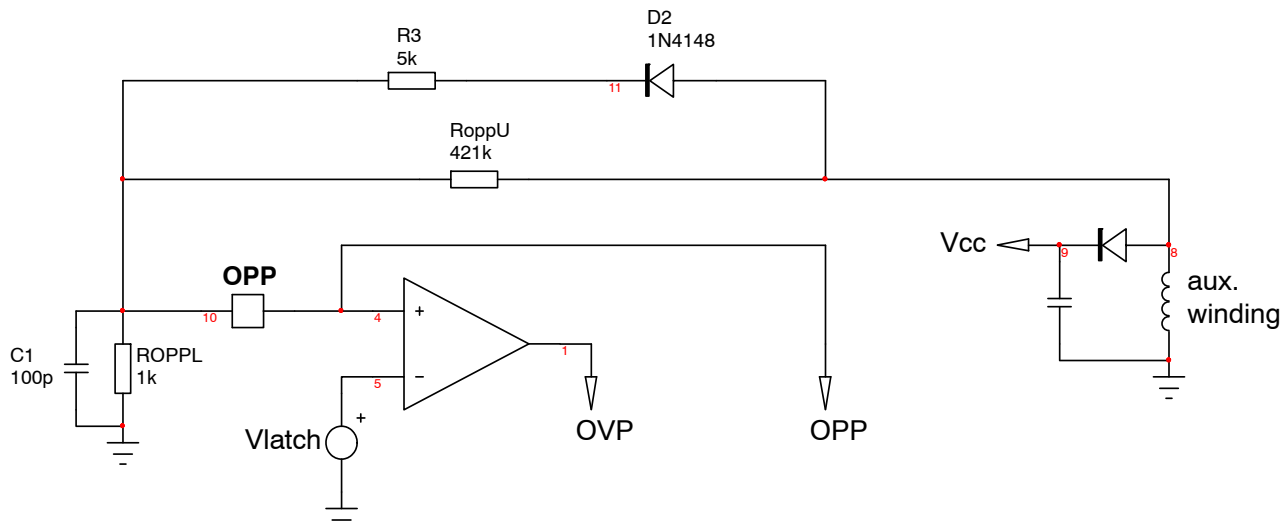 D2
1N4148
R3
5k
11
RoppU
421k
Vcc
9
8
OPP
aux.
winding
10
4
+
C1
100p
ROPPL
1k
1
5
−
+
Vlatch
OVP
OPP